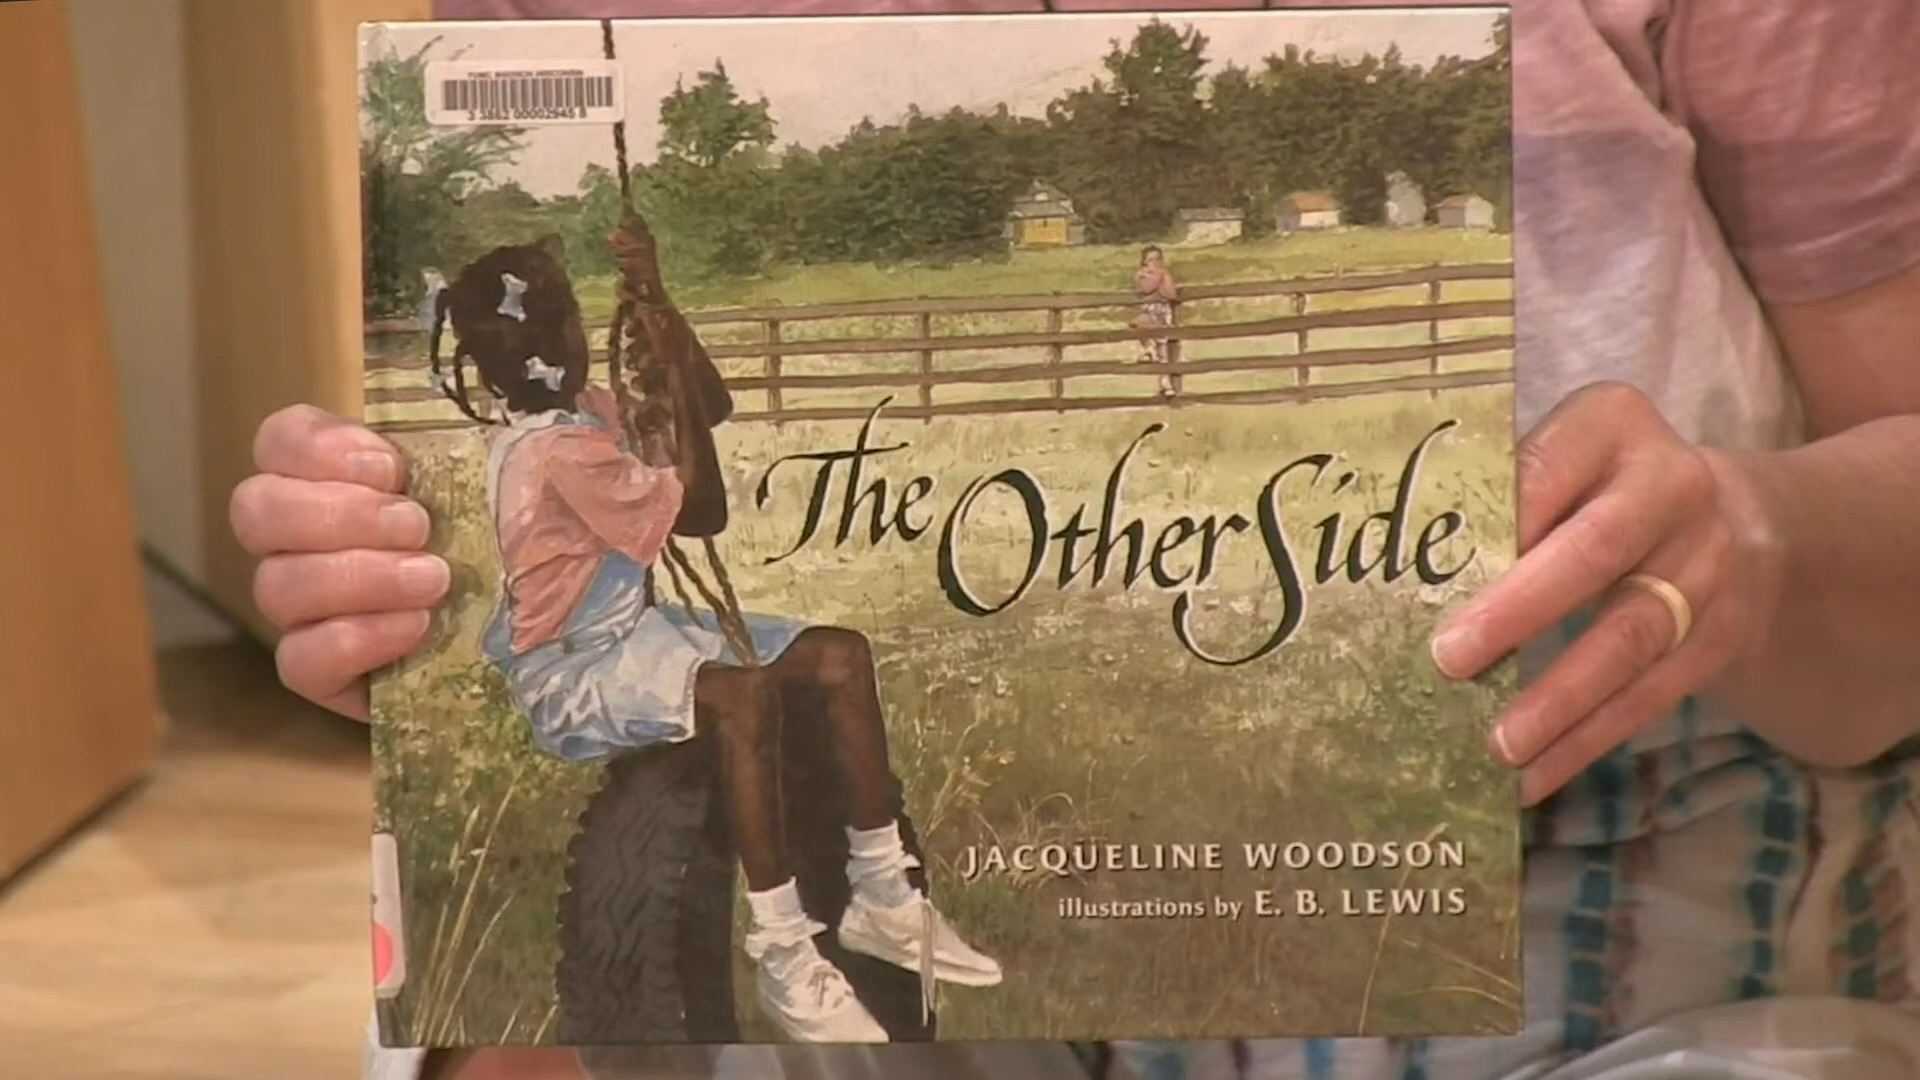 The Other Side
JACQUELINE WOODSON
illustrations by E. B. LEWIS